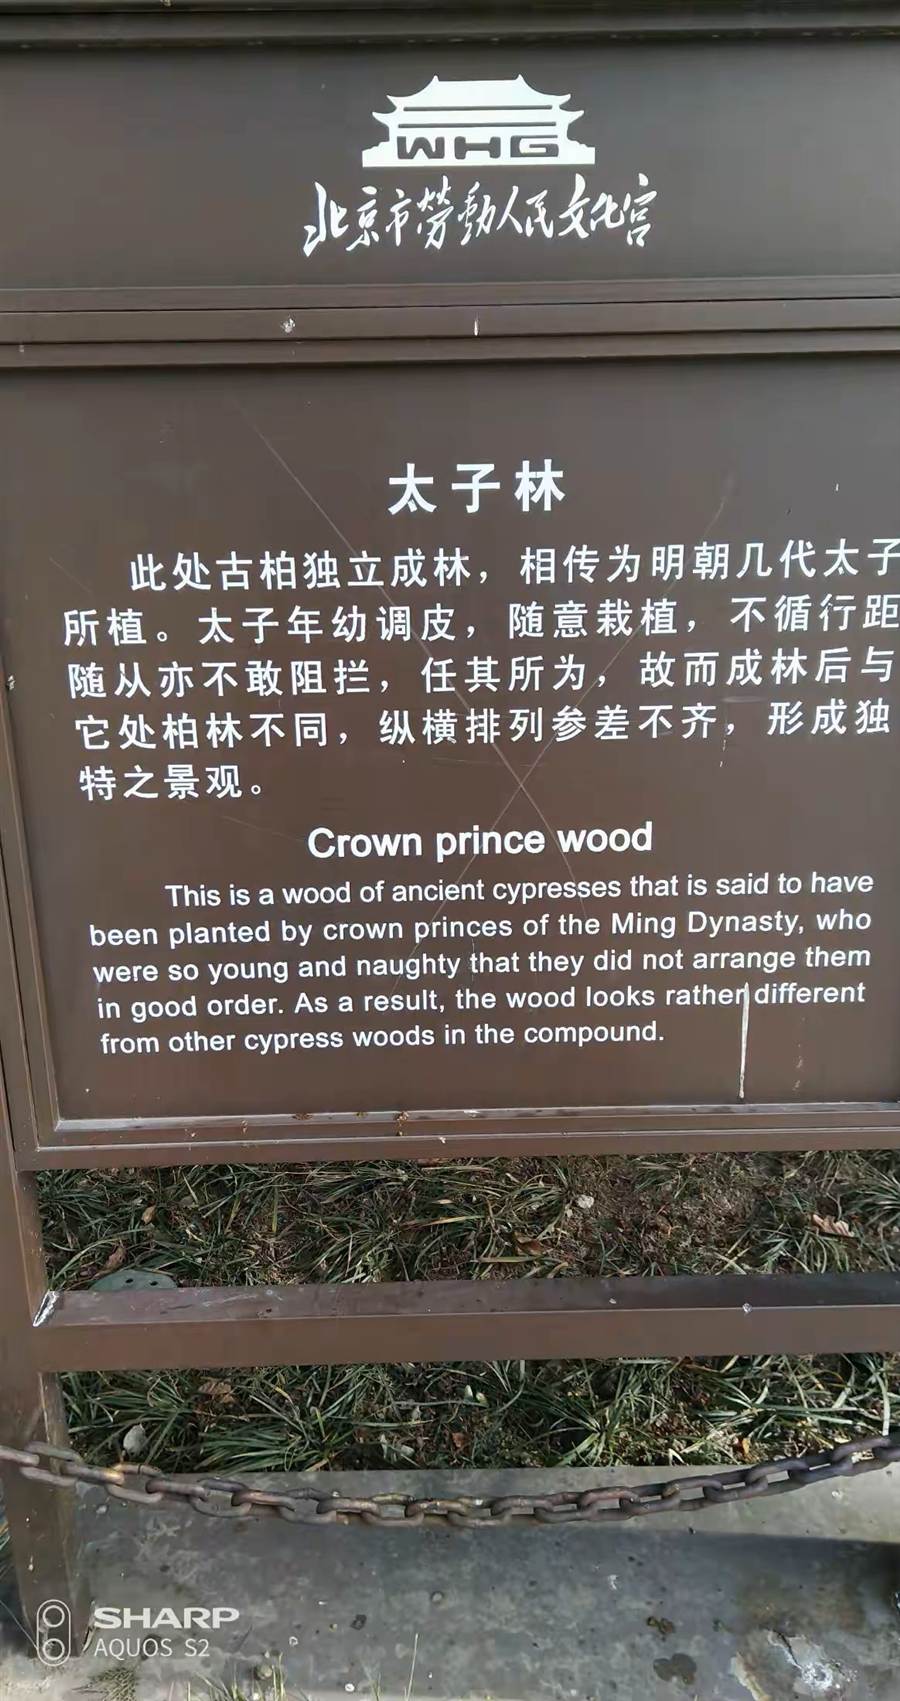 WHG
北京市勞動人民文化宫
太子林
此处古柏独立成林，相传为明朝几代太子
所植。太子年幼调皮，随意栽植，不循行距
随从亦不敢阻拦，任其所为，故而成林后与
它处柏林不同，纵横排列参差不齐，形成独
特之景观。
Crown prince wood
This is a wood of ancient cypresses that is said to have
been planted by crown princes of the Ming Dynasty, who
were so young and naughty that they did not arrange them
in good order. As a result, the wood looks rather different
from other cypress woods in the compound.
SHARP
AQUOS S2